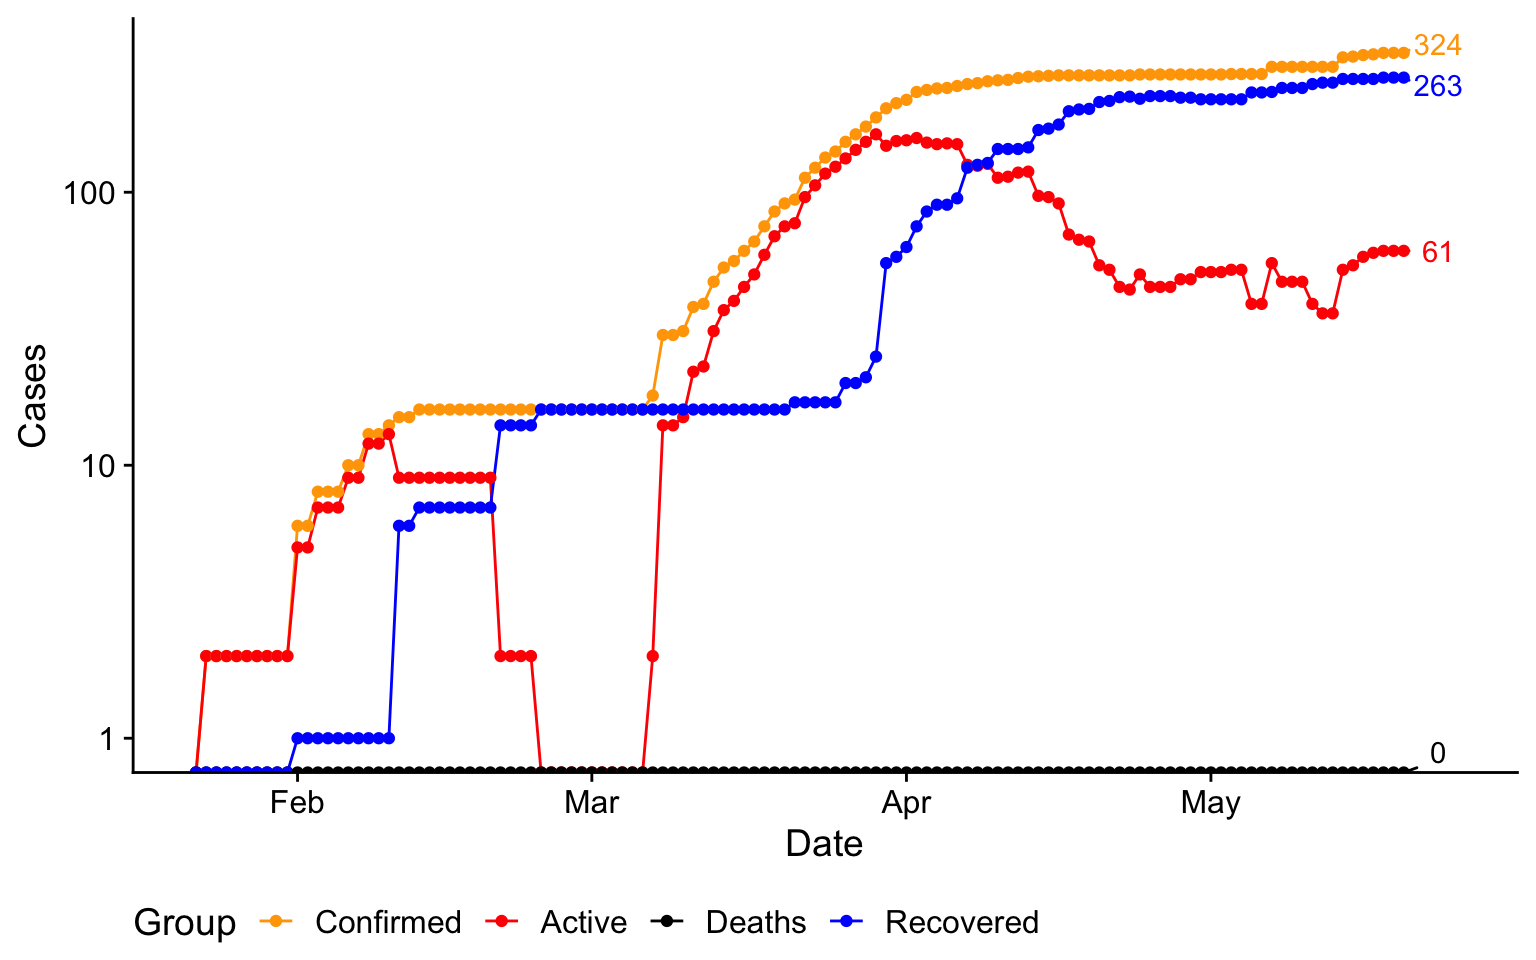 324
263
100
61
Cases
10
1
0
Feb Mar Apr May
Date
Group Confirmed Active Deaths Recovered